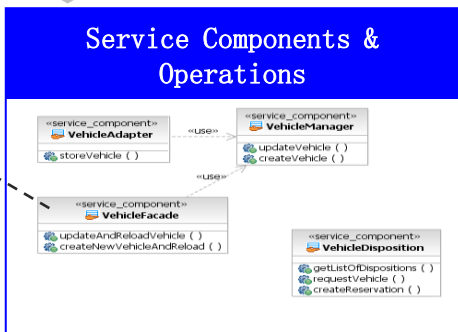 Service Components &
Operations
«service_component»
VehicleAdapter
storeVehicle ( )
«use»
«service_component»
VehicleManager
updateVehicle ( )
createVehicle ( )
«use»
«service_component»
VehicleFacade
updateAndReloadVehicle ( )
createNewVehicleAndReload ( )
«service_component»
VehicleDisposition
getListOfDispositions ( )
requestVehicle ( )
createReservation ( )